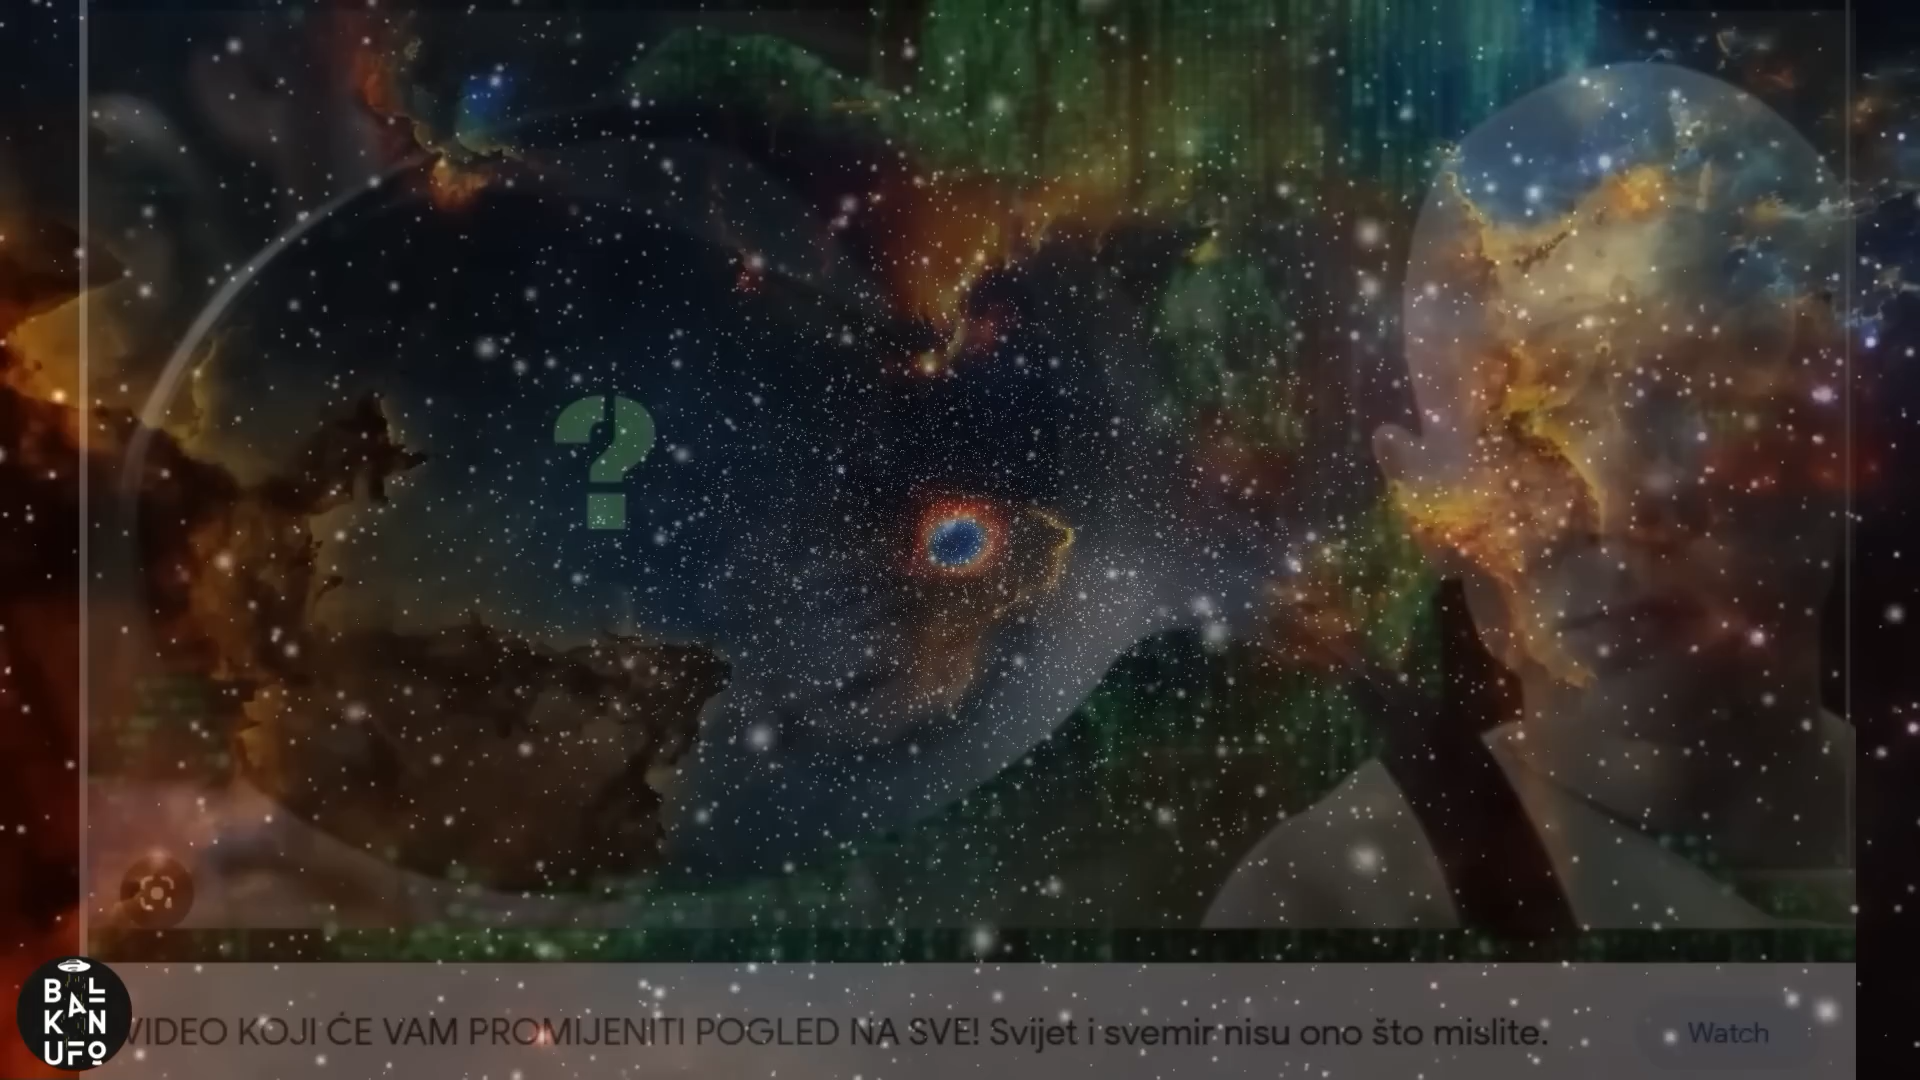 ?
BAL
KAN
UFO
VIDEO KOJI ĆE VAM PROMIJENITI POGLED NA SVE! Svijet i svemir nisu ono što mislite.
Watch